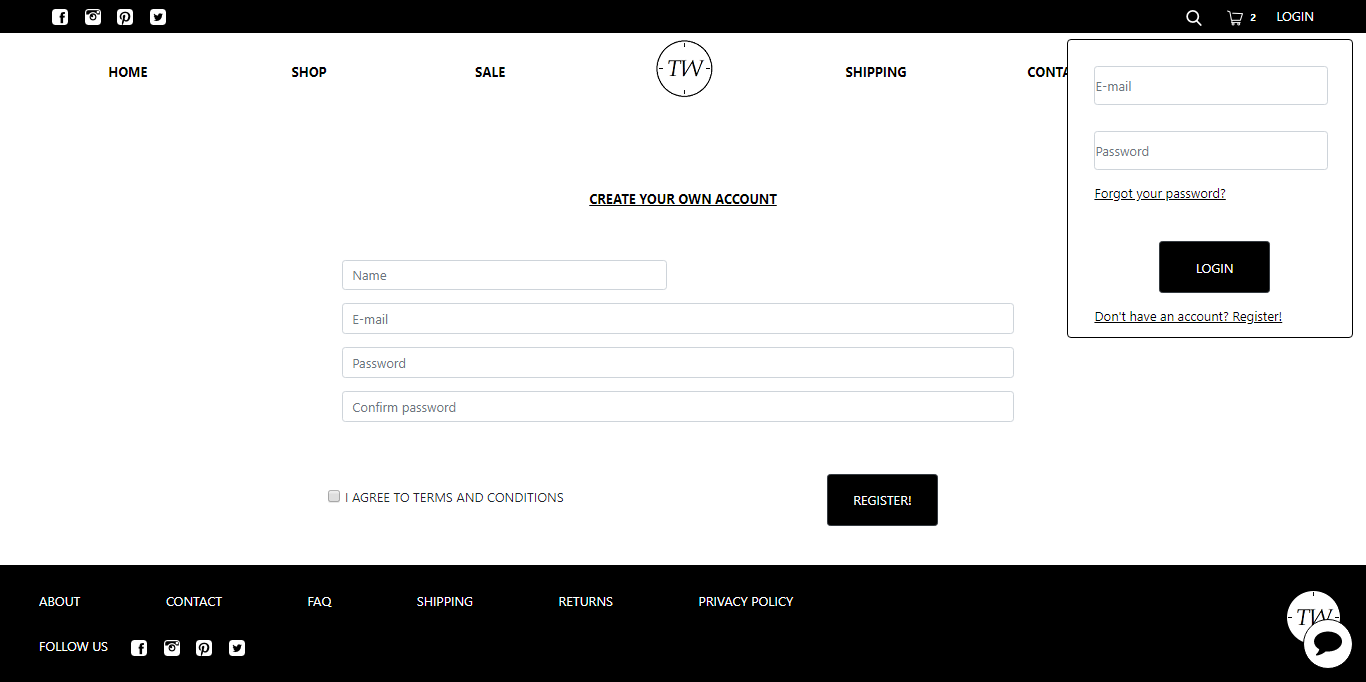 2 LOGIN
HOME SHOP SALE TW SHIPPING CONTA
E-mail
Password
Forgot your password?
LOGIN
Don't have an account? Register!
CREATE YOUR OWN ACCOUNT
Name
E-mail
Password
Confirm password
I AGREE TO TERMS AND CONDITIONS REGISTER!
ABOUT CONTACT FAQ SHIPPING RETURNS PRIVACY POLICY
TW
FOLLOW US